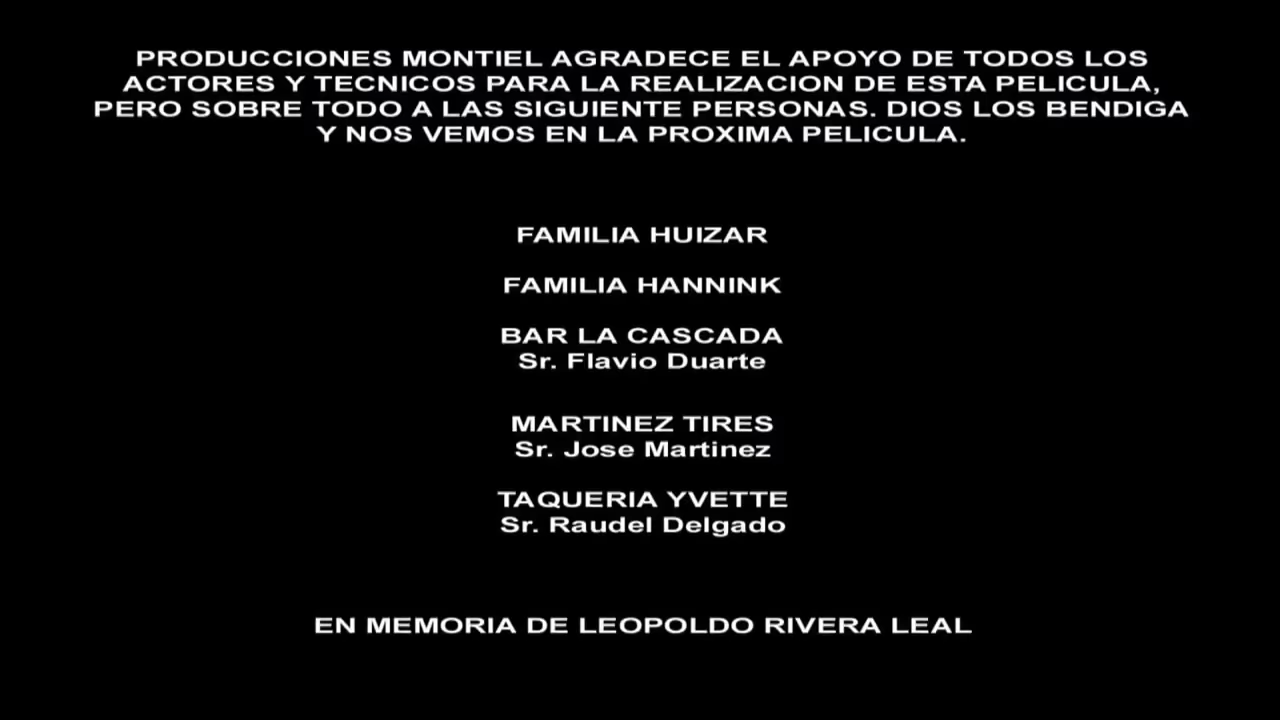 PRODUCCIONES MONTIEL AGRADECE EL APOYO DE TODOS LOS
ACTORES Y TECNICOS PARA LA REALIZACION DE ESTA PELICULA,
PERO SOBRE TODO A LAS SIGUIENTE PERSONAS. DIOS LOS BENDIGA
Y NOS VEMOS EN LA PROXIMA PELICULA.
FAMILIA HUIZAR
FAMILIA HANNINK
BAR LA CASCADA
Sr. Flavio Duarte
MARTINEZ TIRES
Sr. Jose Martinez
TAQUERIA YVETTE
Sr. Raudel Delgado
EN MEMORIA DE LEOPOLDO RIVERA LEAL